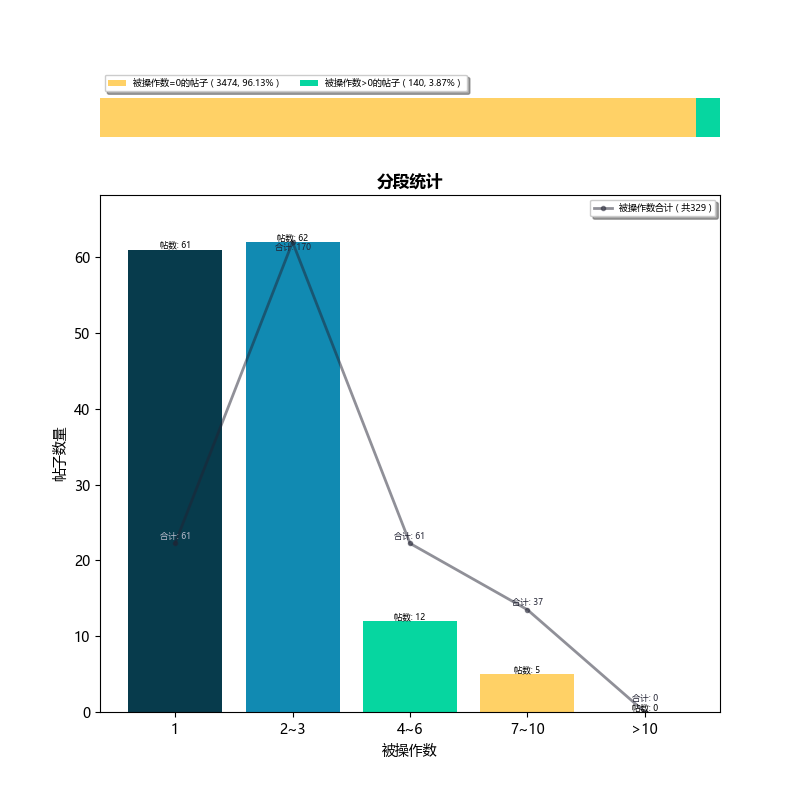 被操作数=0的帖子 ( 3474, 96.13% )
被操作数>0的帖子 ( 140, 3.87% )
分段统计
被操作数合计 ( 共329 )
帖子数量
60
50
40
30
20
10
0
帖数: 61
帖数: 62
合计: 170
合计: 61
合计: 61
帖数: 12
合计: 37
帖数: 5
合计: 0
帖数: 0
1
2~3
4~6
7~10
>10
被操作数